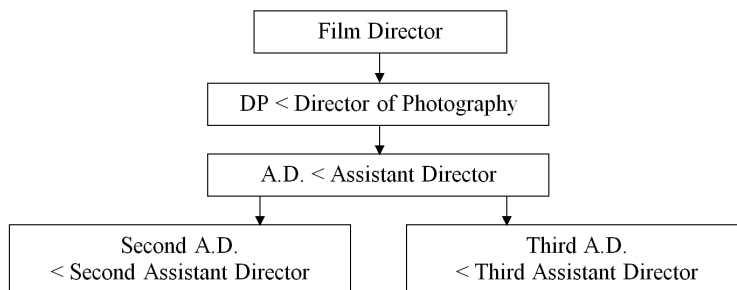 Film Director
DP < Director of Photography
A.D. < Assistant Director
Second A.D.
< Second Assistant Director
Third A.D.
< Third Assistant Director